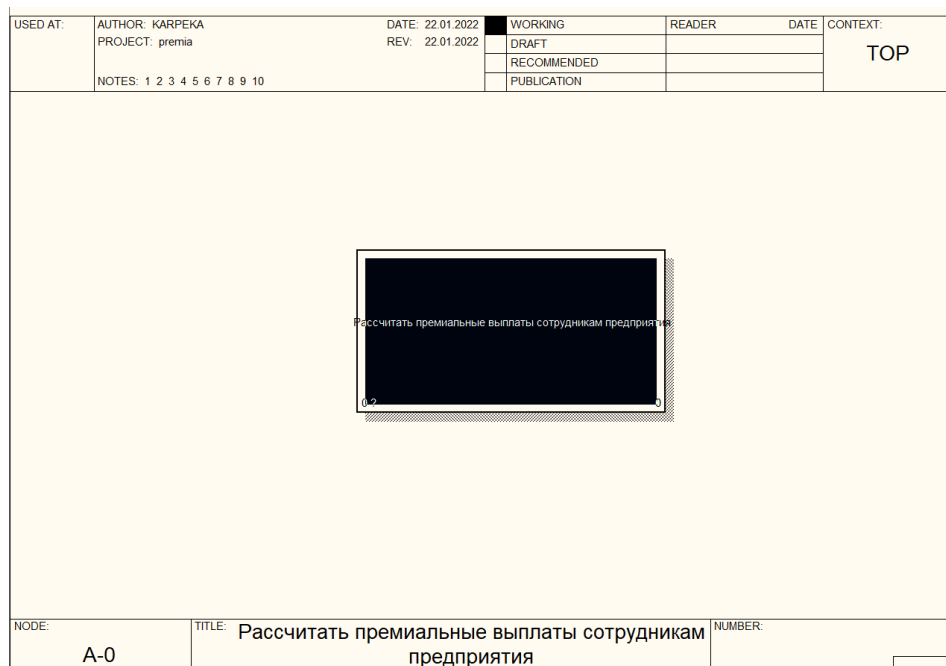 USED AT:
AUTHOR: KARPEKA
DATE: 22.01.2022
WORKING
READER
DATE
CONTEXT:
PROJECT: premia
REV: 22.01.2022
DRAFT
TOP
RECOMMENDED
NOTES: 1 2 3 4 5 6 7 8 9 10
PUBLICATION
Рассчитать премиальные выплаты сотрудникам предприятия
0 ?
0
NODE:
TITLE:
Рассчитать премиальные выплаты сотрудникам
предприятия
NUMBER:
A-0